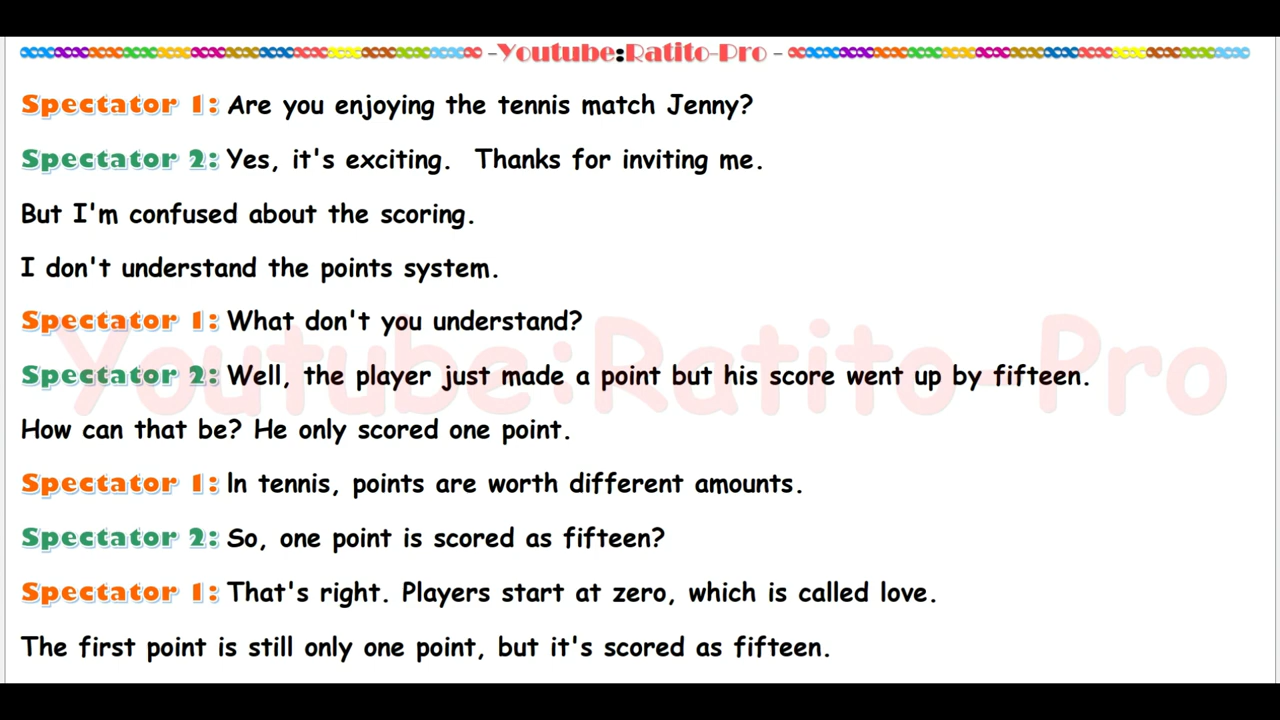 -Youtube:Ratito-Pro -
Spectator 1: Are you enjoying the tennis match Jenny?
Spectator 2: Yes, it's exciting.  Thanks for inviting me.
But I'm confused about the scoring.
I don't understand the points system.
Spectator 1: What don't you understand?
Spectator 2: Well, the player just made a point but his score went up by fifteen.
Youtube:Ratito-Pro
How can that be? He only scored one point.
Spectator 1: In tennis, points are worth different amounts.
Spectator 2: So, one point is scored as fifteen?
Spectator 1: That's right. Players start at zero, which is called love.
The first point is still only one point, but it's scored as fifteen.